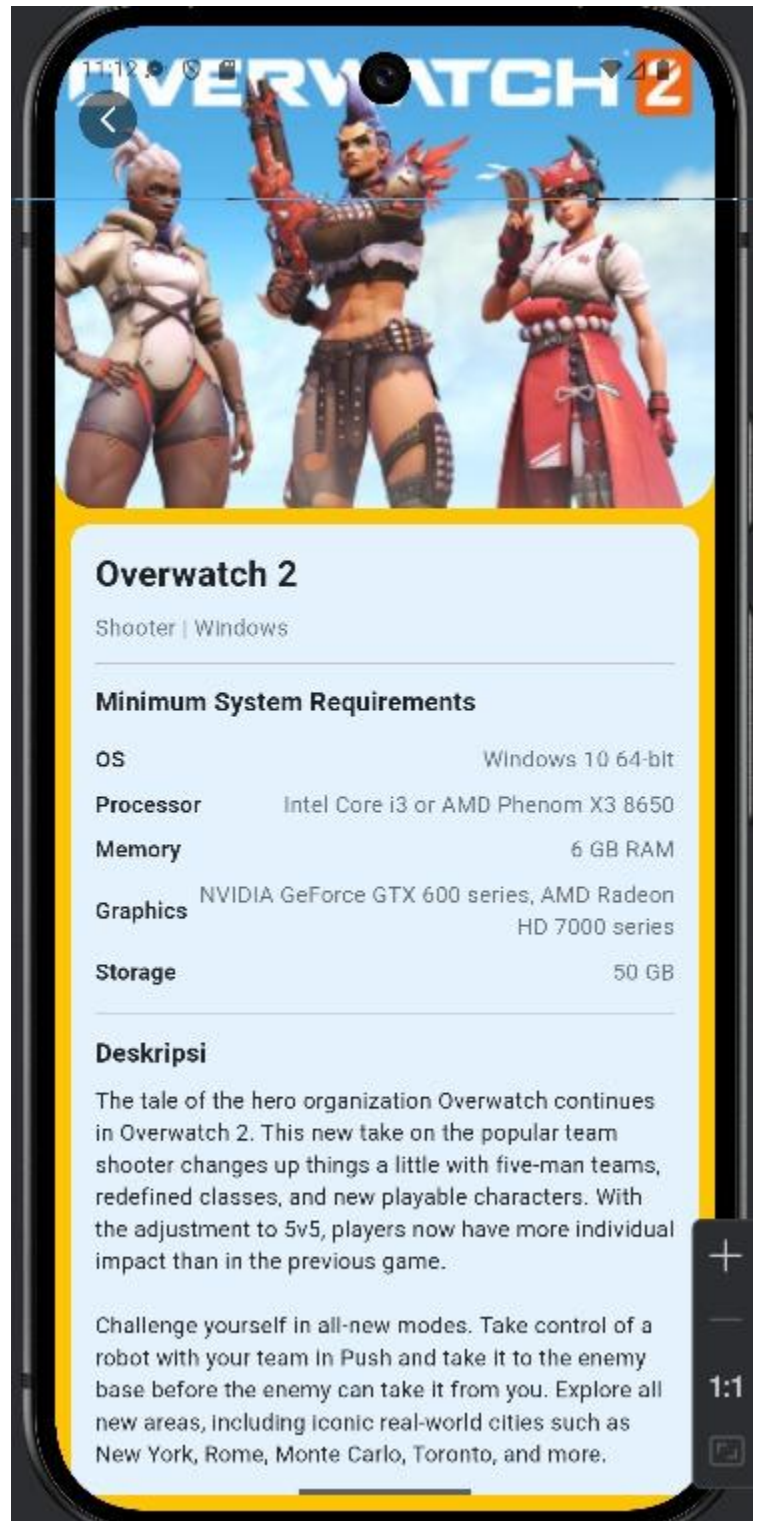 11:12
OVERWATCH 2
Overwatch 2
Shooter | Windows
Minimum System Requirements
OS Windows 10 64-bit
Processor Intel Core i3 or AMD Phenom X3 8650
Memory 6 GB RAM
Graphics NVIDIA GeForce GTX 600 series, AMD Radeon
HD 7000 series
Storage 50 GB
Deskripsi
The tale of the hero organization Overwatch continues
in Overwatch 2. This new take on the popular team
shooter changes up things a little with five-man teams,
redefined classes, and new playable characters. With
the adjustment to 5v5, players now have more individual
impact than in the previous game.
Challenge yourself in all-new modes. Take control of a
robot with your team in Push and take it to the enemy
base before the enemy can take it from you. Explore all
new areas, including iconic real-world cities such as
New York, Rome, Monte Carlo, Toronto, and more.
1:1